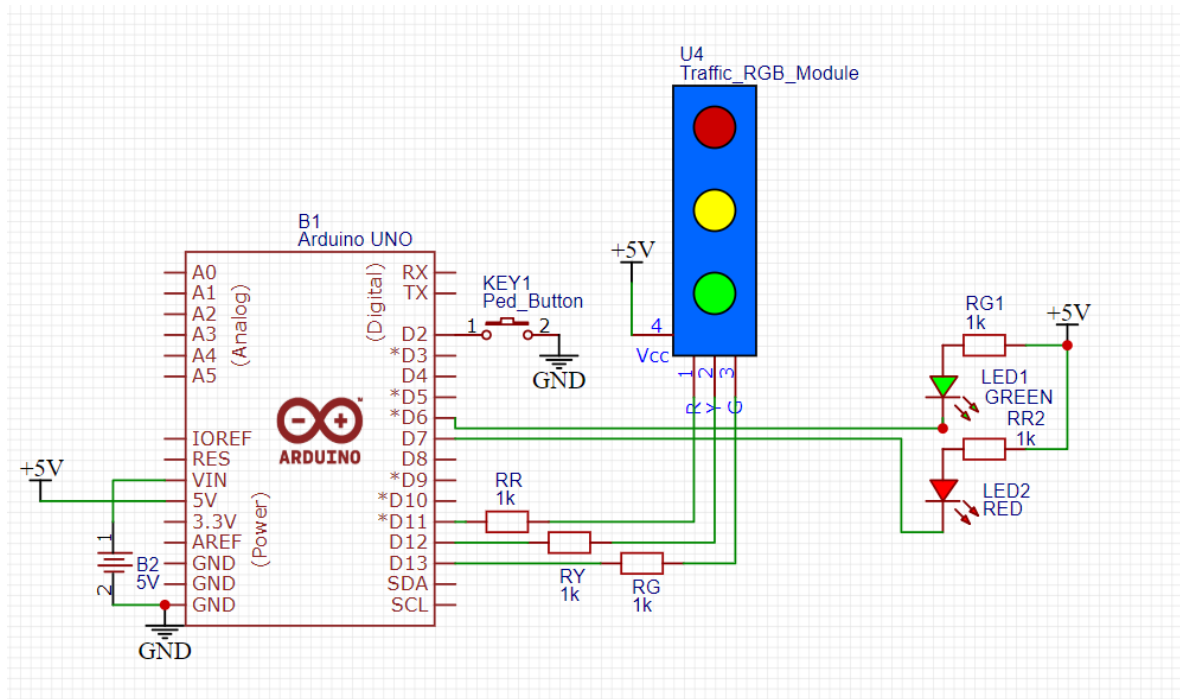 U4
Traffic_RGB_Module
B1
Arduino UNO
A0
A1
A2
A3
A4
A5
(Analog)
IOREF
RES
VIN
5V
3.3V
AREF
GND
GND
GND
(Power)
(Digital)
RX
TX
D2
*D3
D4
*D5
*D6
D7
D8
*D9
*D10
*D11
D12
D13
SDA
SCL
ARDUINO
TM
KEY1
Ped_Button
1
2
GND
+5V
4
Vcc
1
2
3
R
Y
G
RG1
1k
+5V
LED1
GREEN
RR2
1k
LED2
RED
+5V
1
B2
5V
2
GND
RR
1k
RY
1k
RG
1k